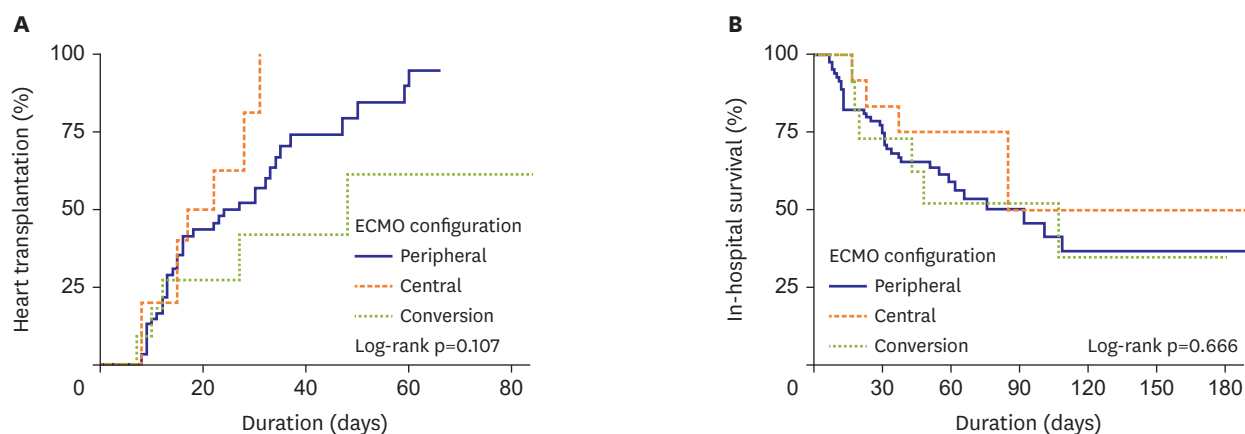 A
Heart transplantation (%)
100
75
50
25
0
20
40
60
80
Duration (days)
ECMO configuration
Peripheral
Central
Conversion
Log-rank p=0.107
B
In-hospital survival (%)
100
75
50
25
0
30
60
90
120
150
180
Duration (days)
ECMO configuration
Peripheral
Central
Conversion
Log-rank p=0.666